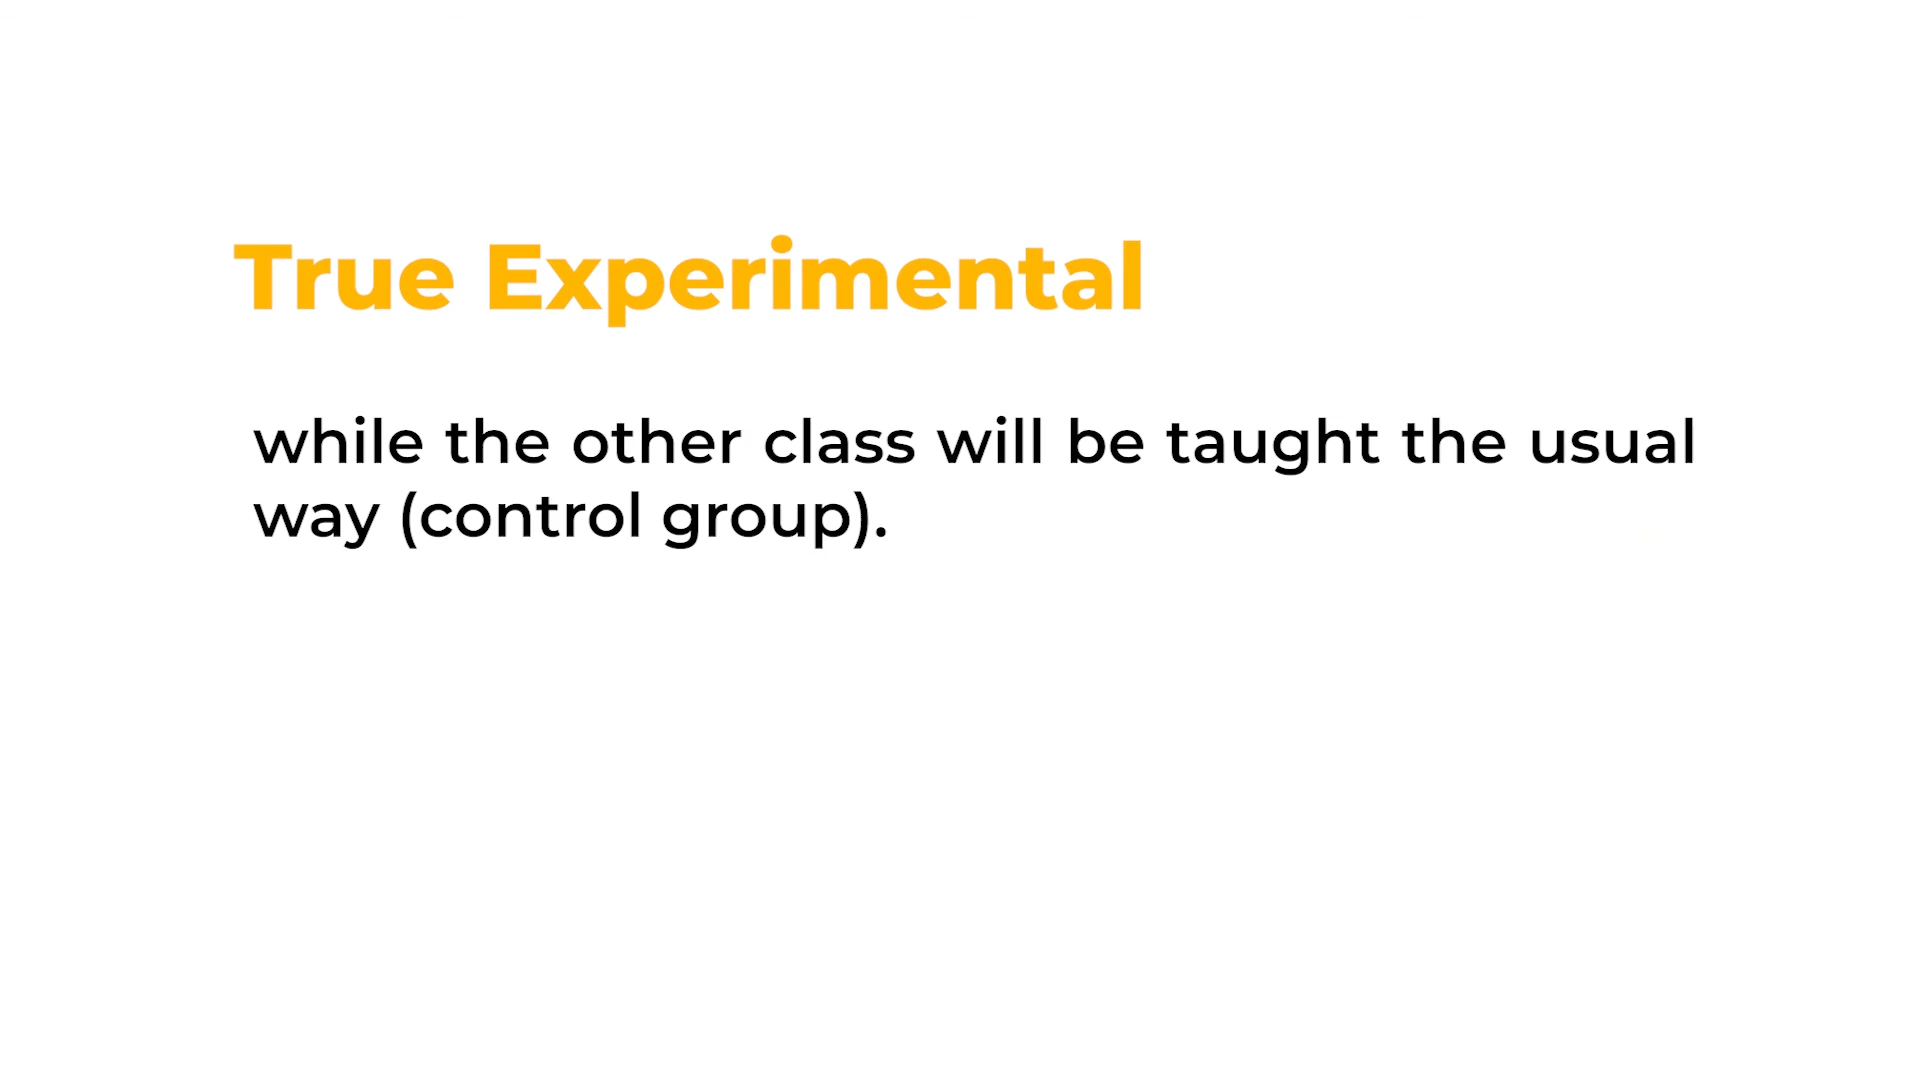 True Experimental
while the other class will be taught the usual
way (control group).